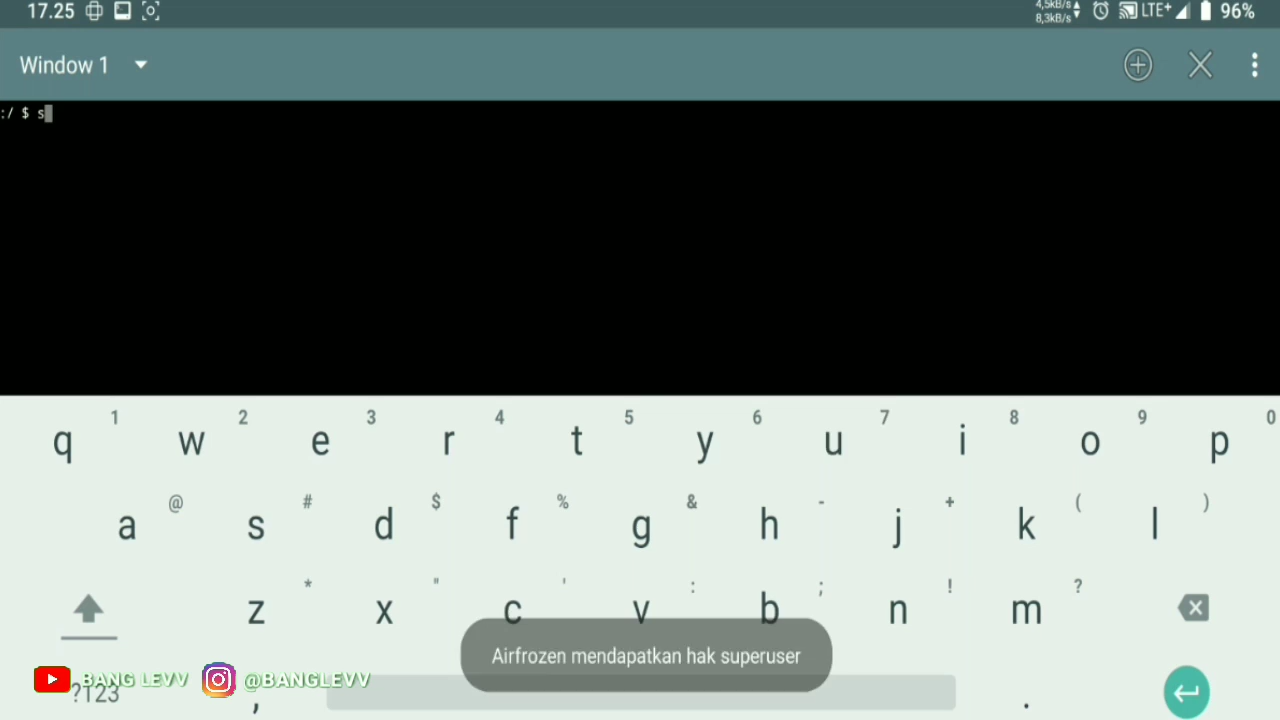 17.25 4,5kB/s LTE+ 96%
8,3kB/s
Window 1
:/ $ s
1 2 3 4 5 6 7 8 9 0
q w e r t y u i o p
@ # $ % & - + ( )
a s d f g h j k l
* " ' : ; ! ?
z x c v b n m
Airfrozen mendapatkan hak superuser
BANG LEVV @BANGLEVV
?123 , .